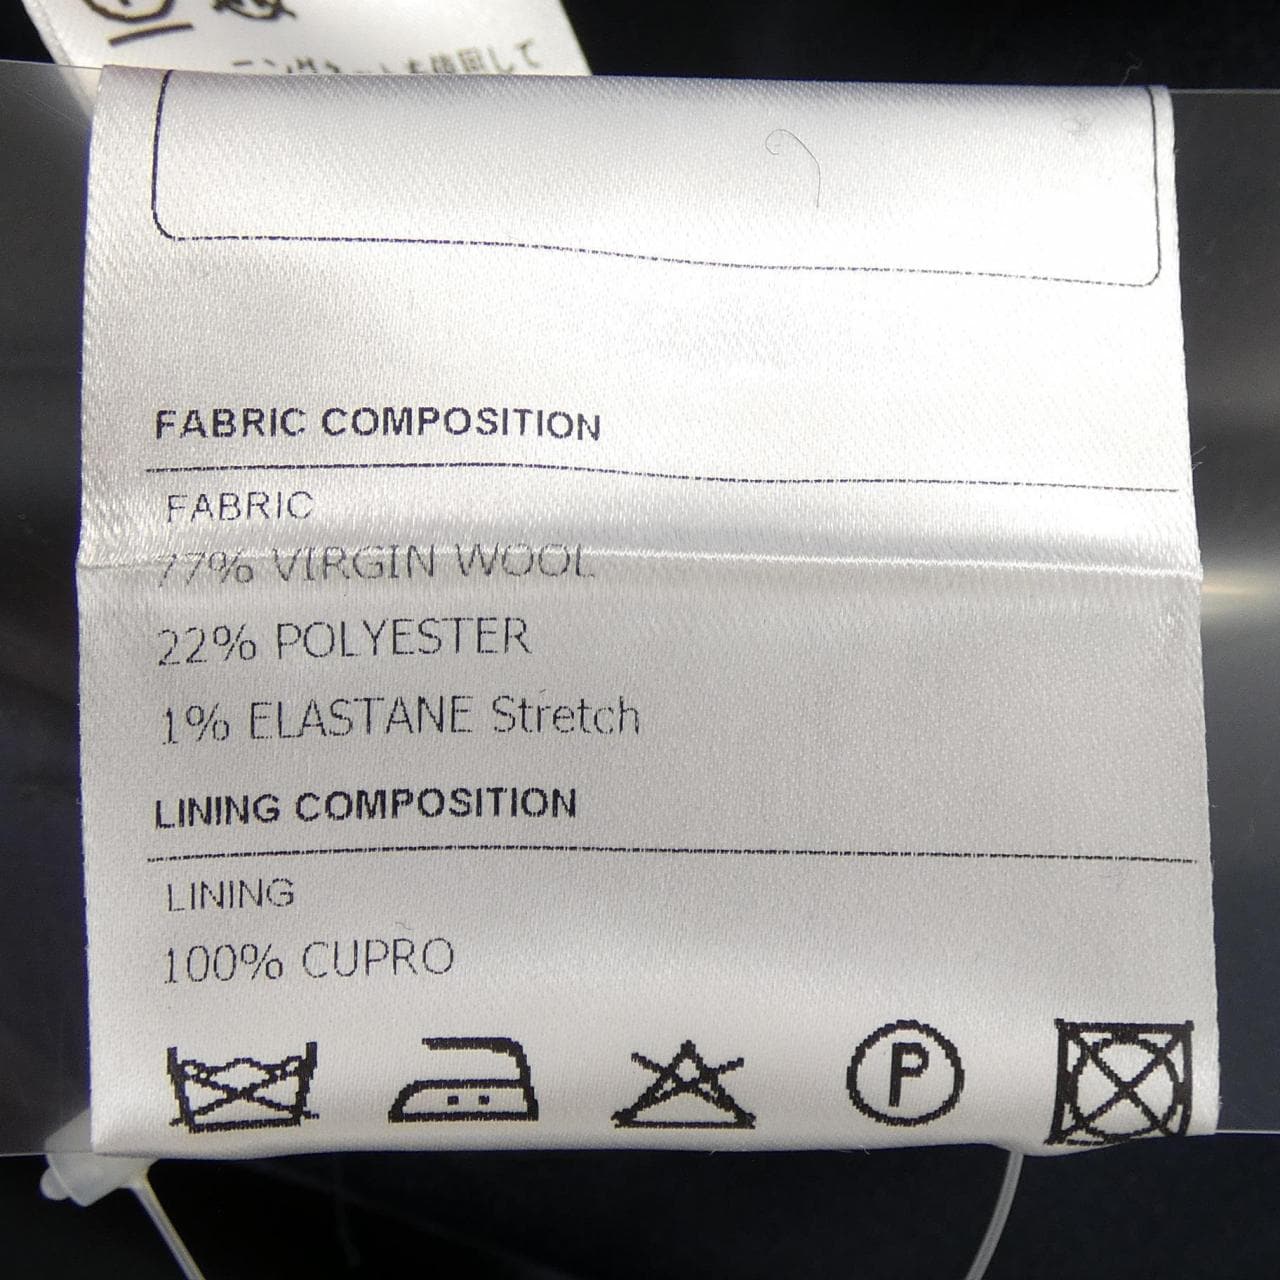 FABRIC COMPOSITION
FABRIC
77% VIRGIN WOOL
22% POLYESTER
1% ELASTANE Stretch
LINING COMPOSITION
LINING
100% CUPRO
P